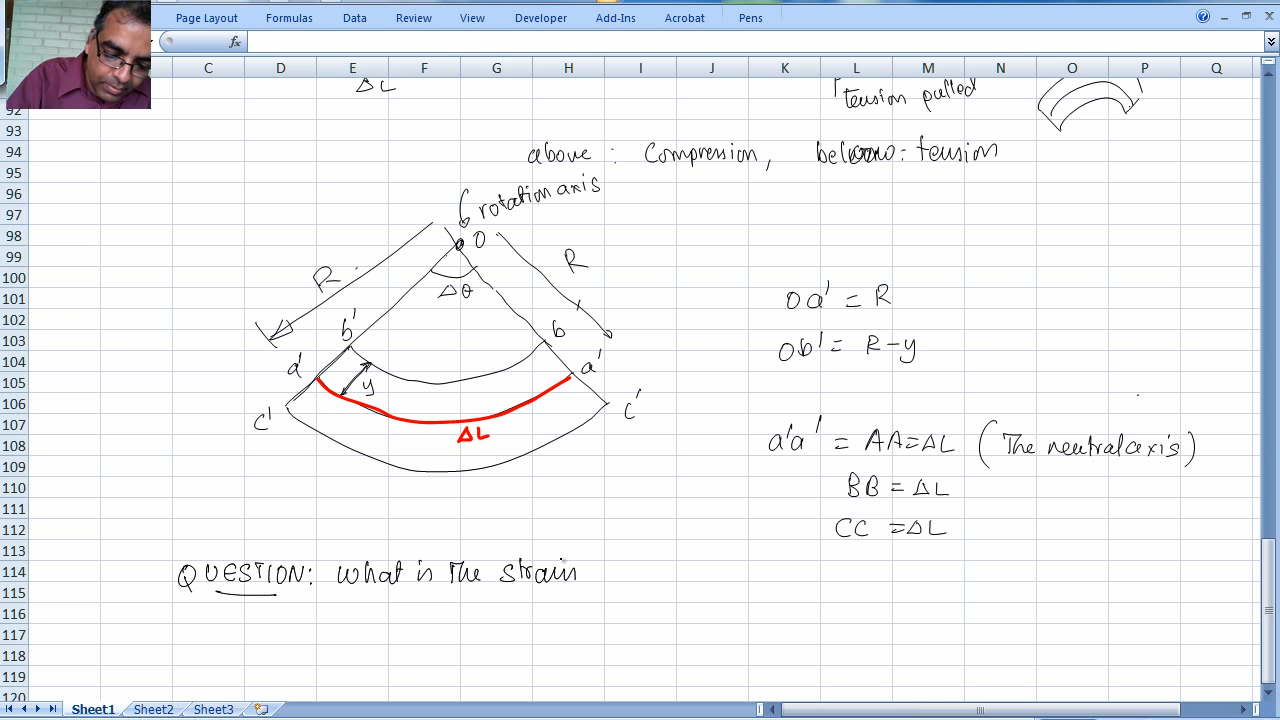 Page Layout Formulas Data Review View Developer Add-Ins Acrobat Pens
fx
C D E F G H I J K L M N O P Q
92
93
94
95
96
97
98
99
100
101
102
103
104
105
106
107
108
109
110
111
112
113
114
115
116
117
118
119
120
ΔL
tension pulled
above : Compression, below: tension
rotation axis
O
R
R
Δθ
b'
b
a'
a'
y
c'
c'
ΔL
Oa' = R
Ob' = R-y
a'a' = AA=ΔL (The neutral axis)
BB = ΔL
CC =ΔL
QUESTION: What is The strain
Sheet1 Sheet2 Sheet3